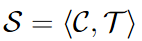 𝒮 = ⟨𝒞, 𝒯⟩